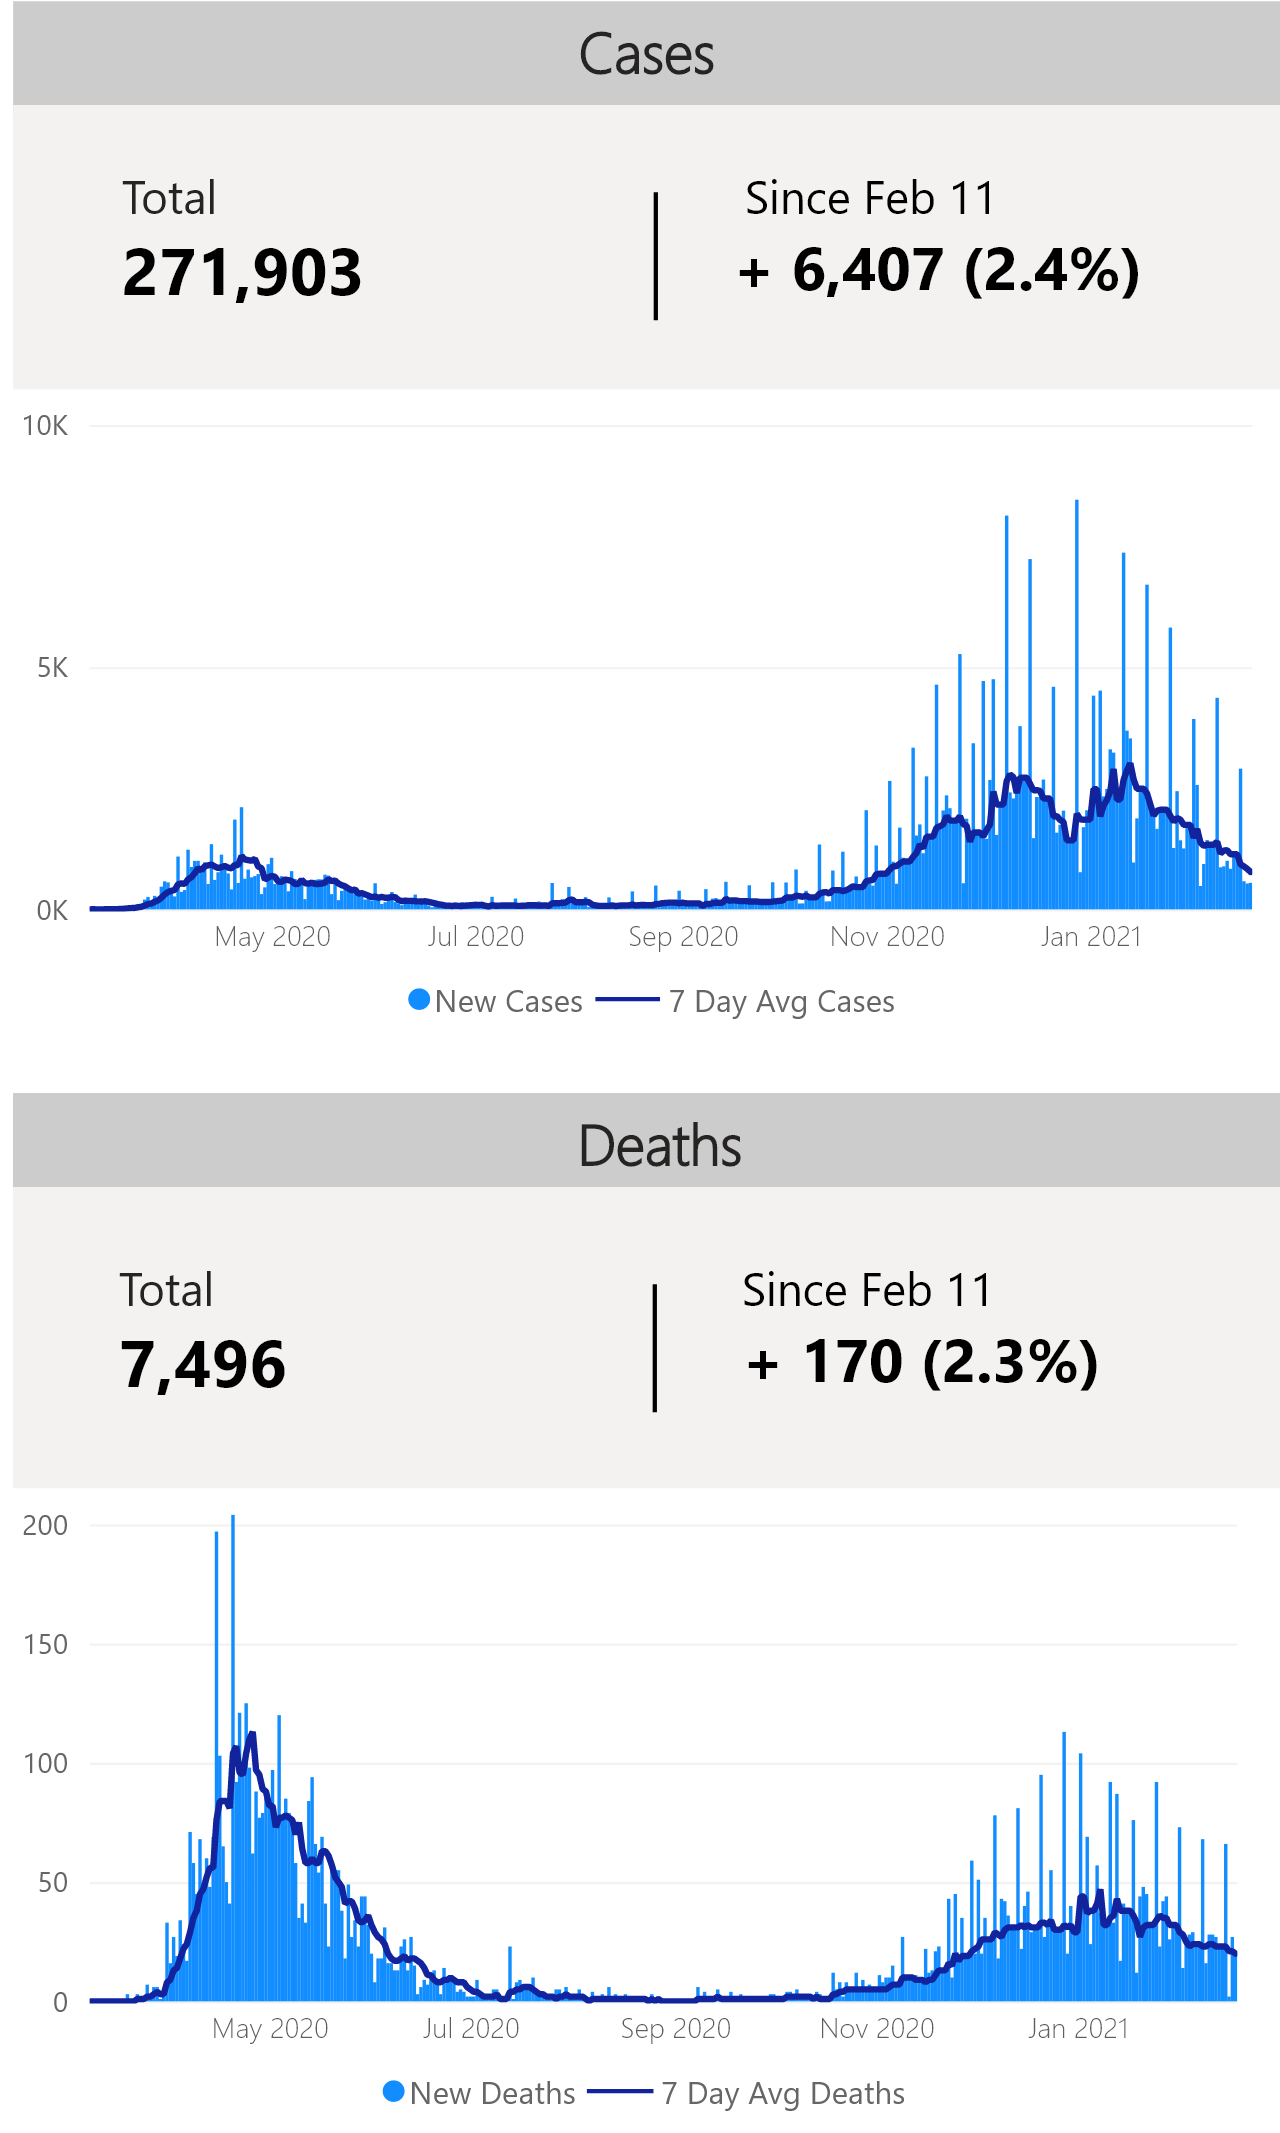 Cases
Total
Since Feb 11
271,903
+ 6,407 (2.4%)
10K
5K
0K
May 2020
Jul 2020
Sep 2020
Nov 2020
Jan 2021
New Cases
7 Day Avg Cases
Deaths
Total
Since Feb 11
7,496
+ 170 (2.3%)
200
150
100
50
0
May 2020
Jul 2020
Sep 2020
Nov 2020
Jan 2021
New Deaths
7 Day Avg Deaths